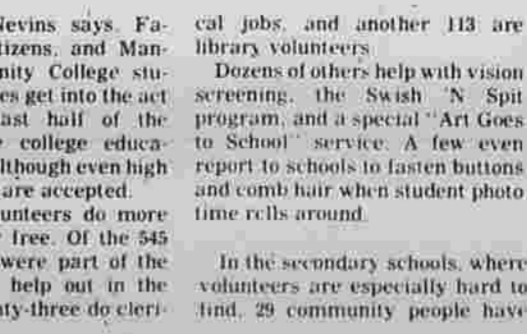 Nevins says. Fa-
tizens, and Man-
nity College stu-
es get into the act
ast half of the
college educa-
lthough even high
are accepted.
unteers do more
free. Of the 545
were part of the
help out in the
ty-three do cleri-
cal jobs, and another 113 are
library volunteers
Dozens of others help with vision
screening, the Swish 'N Spit
program, and a special "Art Goes
to School" service. A few even
report to schools to fasten buttons
and comb hair when student photo
time rolls around.
In the secondary schools, where
volunteers are especially hard to
find, 29 community people have